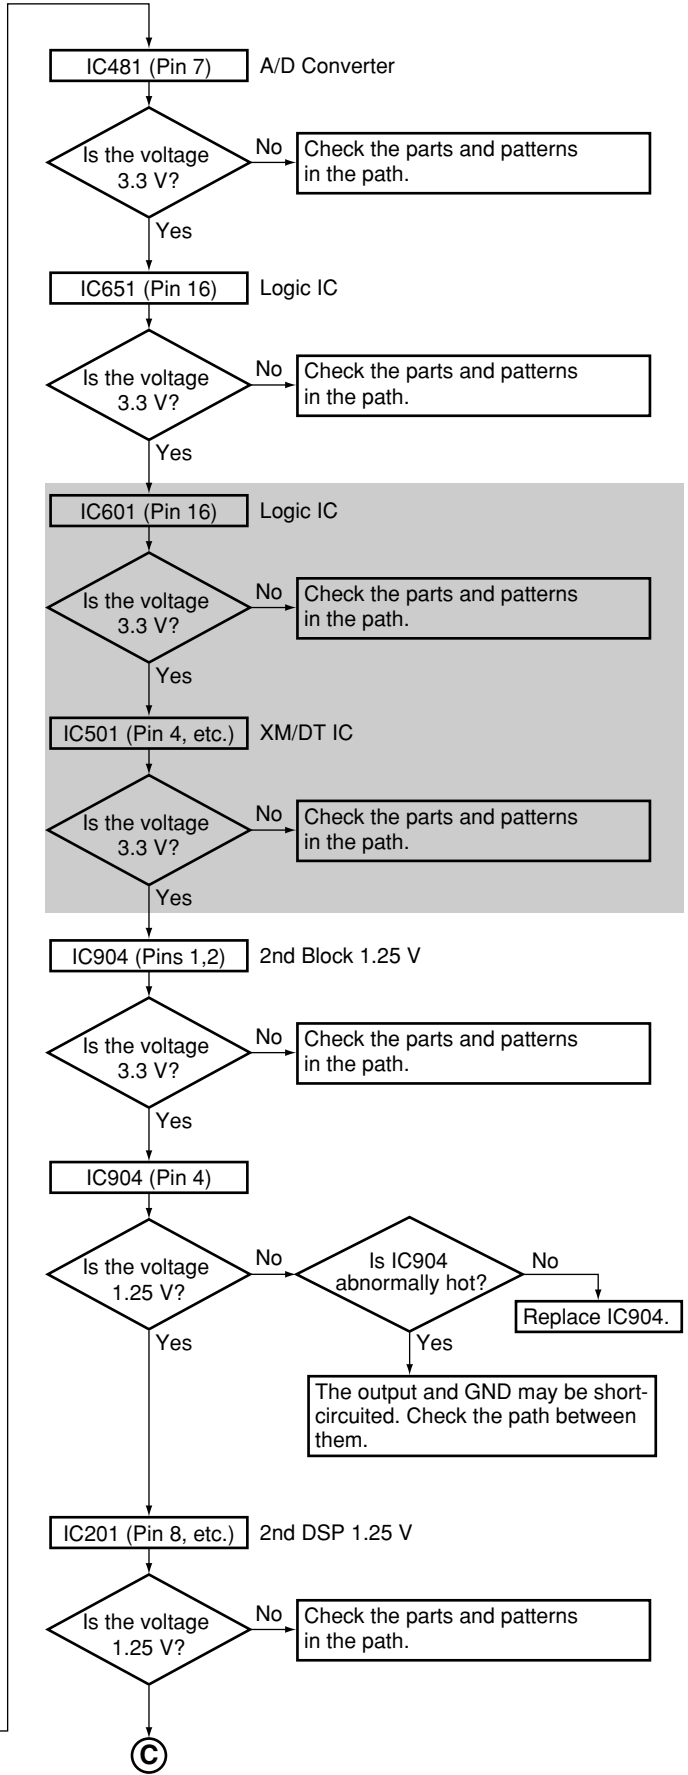 IC481 (Pin 7)
A/D Converter
Is the voltage
3.3 V?
No
Check the parts and patterns
in the path.
Yes
IC651 (Pin 16)
Logic IC
Is the voltage
3.3 V?
No
Check the parts and patterns
in the path.
Yes
IC601 (Pin 16)
Logic IC
Is the voltage
3.3 V?
No
Check the parts and patterns
in the path.
Yes
IC501 (Pin 4, etc.)
XM/DT IC
Is the voltage
3.3 V?
No
Check the parts and patterns
in the path.
Yes
IC904 (Pins 1,2)
2nd Block 1.25 V
Is the voltage
3.3 V?
No
Check the parts and patterns
in the path.
Yes
IC904 (Pin 4)
Is the voltage
1.25 V?
No
Is IC904
abnormally hot?
No
Replace IC904.
Yes
Yes
The output and GND may be short-
circuited. Check the path between
them.
IC201 (Pin 8, etc.)
2nd DSP 1.25 V
Is the voltage
1.25 V?
No
Check the parts and patterns
in the path.
C